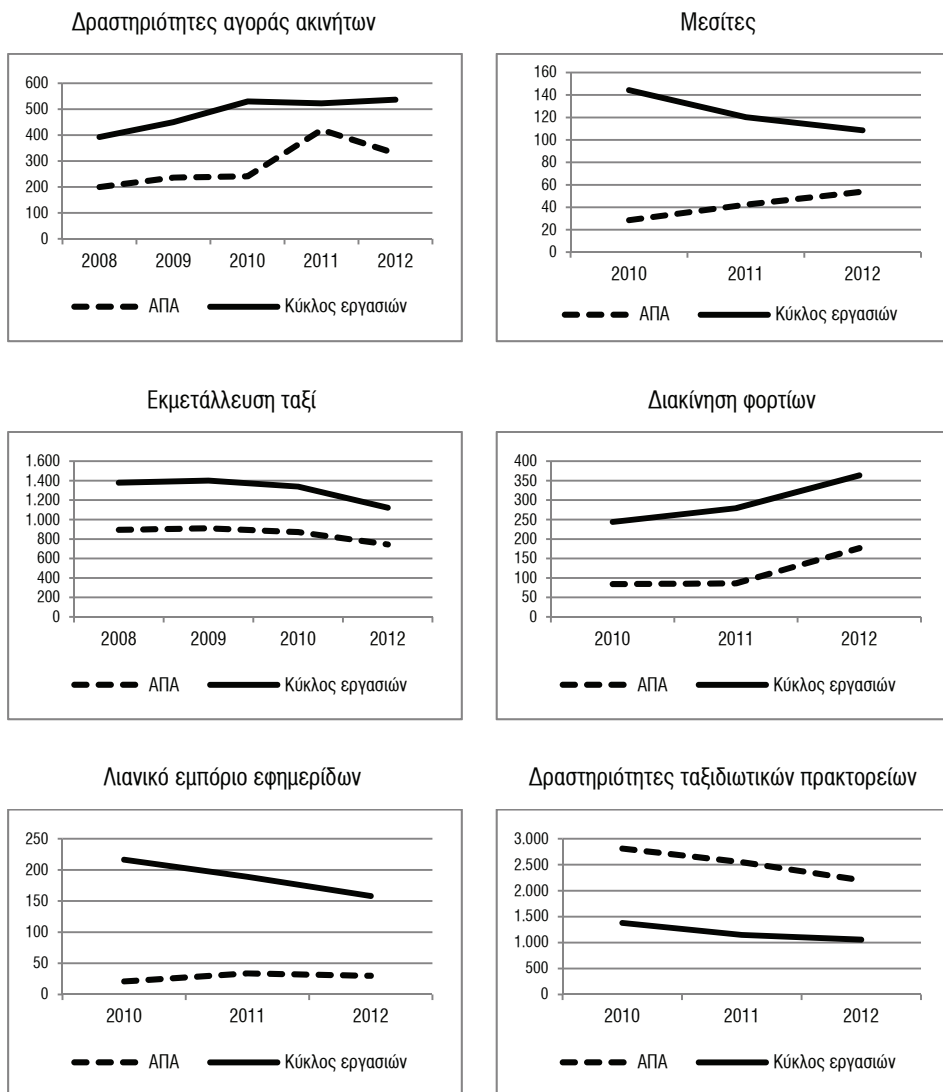 Δραστηριότητες αγοράς ακινήτων
600
500
400
300
200
100
0
2008 2009 2010 2011 2012
ΑΠΑ Κύκλος εργασιών
Μεσίτες
160
140
120
100
80
60
40
20
0
2010 2011 2012
ΑΠΑ Κύκλος εργασιών
Εκμετάλλευση ταξί
1.600
1.400
1.200
1.000
800
600
400
200
0
2008 2009 2010 2012
ΑΠΑ Κύκλος εργασιών
Διακίνηση φορτίων
400
350
300
250
200
150
100
50
0
2010 2011 2012
ΑΠΑ Κύκλος εργασιών
Λιανικό εμπόριο εφημερίδων
250
200
150
100
50
0
2010 2011 2012
ΑΠΑ Κύκλος εργασιών
Δραστηριότητες ταξιδιωτικών πρακτορείων
3.000
2.500
2.000
1.500
1.000
500
0
2010 2011 2012
ΑΠΑ Κύκλος εργασιών